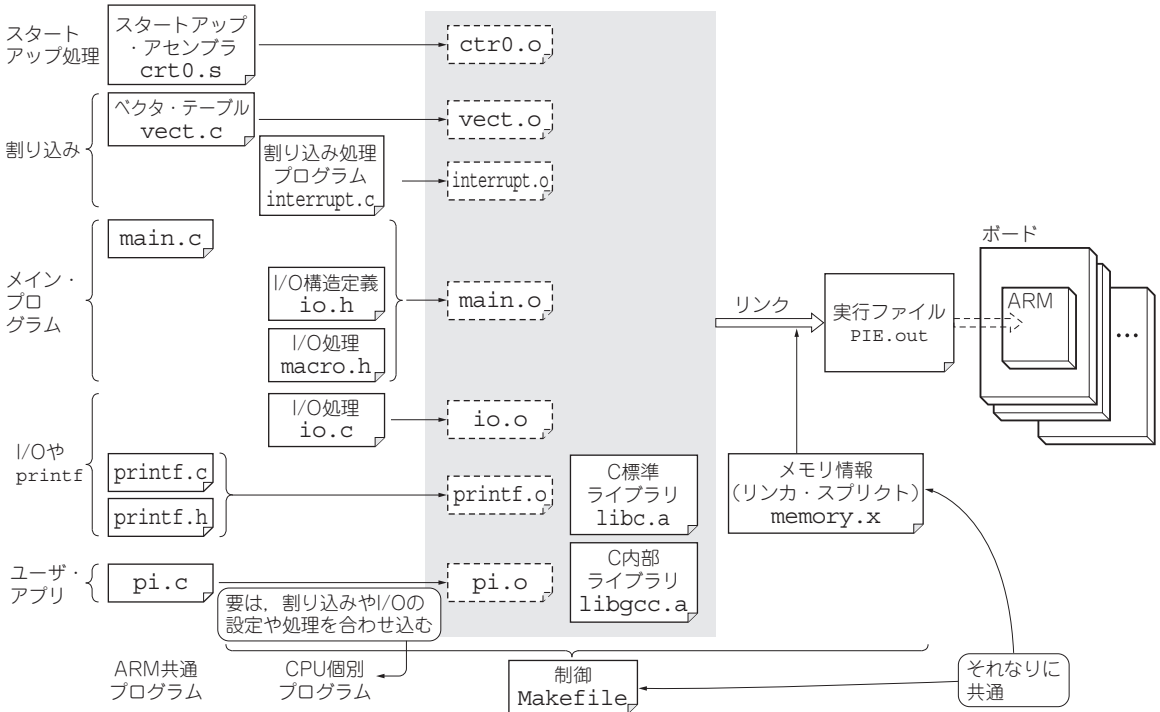 スタート
アップ処理
スタートアップ
・アセンブラ
crt0.s
ctr0.o
割り込み
ベクタ・テーブル
vect.c
vect.o
割り込み処理
プログラム
interrupt.c
interrupt.o
メイン・
プロ
グラム
main.c
I/O構造定義
io.h
I/O処理
macro.h
main.o
I/O処理
io.c
io.o
I/Oや
printf
printf.c
printf.h
printf.o
C標準
ライブラリ
libc.a
ユーザ・
アプリ
pi.c
pi.o
C内部
ライブラリ
libgcc.a
要は，割り込みやI/Oの
設定や処理を合わせ込む
ARM共通
プログラム
CPU個別
プログラム
制御
Makefile
リンク
実行ファイル
PIE.out
ボード
ARM
…
メモリ情報
（リンカ・スプリクト）
memory.x
それなりに
共通